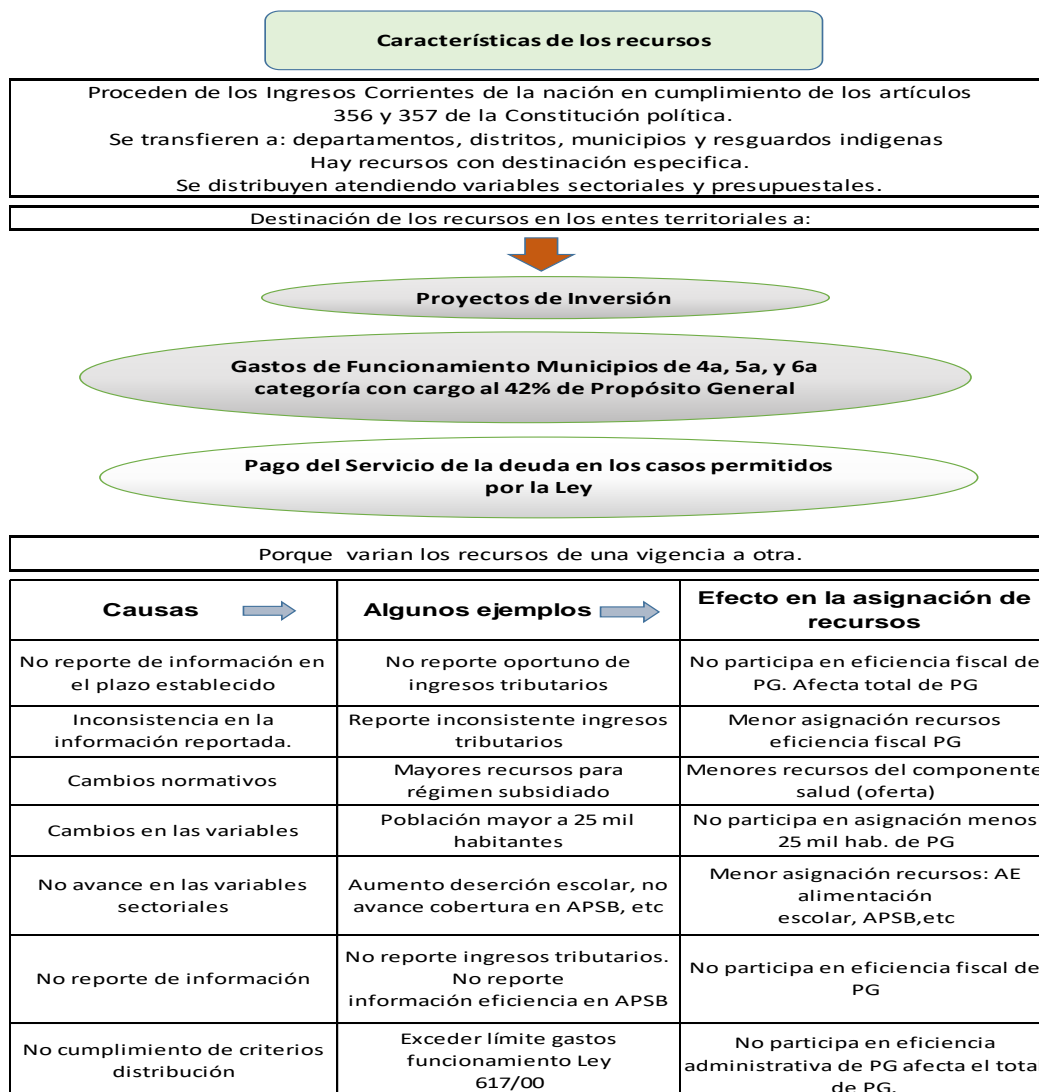 Características de los recursos
Proceden de los Ingresos Corrientes de la nación en cumplimiento de los artículos
356 y 357 de la Constitución política.
Se transfieren a: departamentos, distritos, municipios y resguardos indigenas
Hay recursos con destinación especifica.
Se distribuyen atendiendo variables sectoriales y presupuestales.
Destinación de los recursos en los entes territoriales a:
Proyectos de Inversión
Gastos de Funcionamiento Municipios de 4a, 5a, y 6a
categoría con cargo al 42% de Propósito General
Pago del Servicio de la deuda en los casos permitidos
por la Ley
Porque varian los recursos de una vigencia a otra.
Causas
Algunos ejemplos
Efecto en la asignación de
recursos
No reporte de información en
el plazo establecido
No reporte oportuno de
ingresos tributarios
No participa en eficiencia fiscal de
PG. Afecta total de PG
Inconsistencia en la
información reportada.
Reporte inconsistente ingresos
tributarios
Menor asignación recursos
eficiencia fiscal PG
Cambios normativos
Mayores recursos para
régimen subsidiado
Menores recursos del componente
salud (oferta)
Cambios en las variables
Población mayor a 25 mil
habitantes
No participa en asignación menos
25 mil hab. de PG
No avance en las variables
sectoriales
Aumento deserción escolar, no
avance cobertura en APSB, etc
Menor asignación recursos: AE
alimentación
escolar, APSB,etc
No reporte de información
No reporte ingresos tributarios.
No reporte
información eficiencia en APSB
No participa en eficiencia fiscal de
PG
No cumplimiento de criterios
distribución
Exceder límite gastos
funcionamiento Ley
617/00
No participa en eficiencia
administrativa de PG afecta el total
de PG.